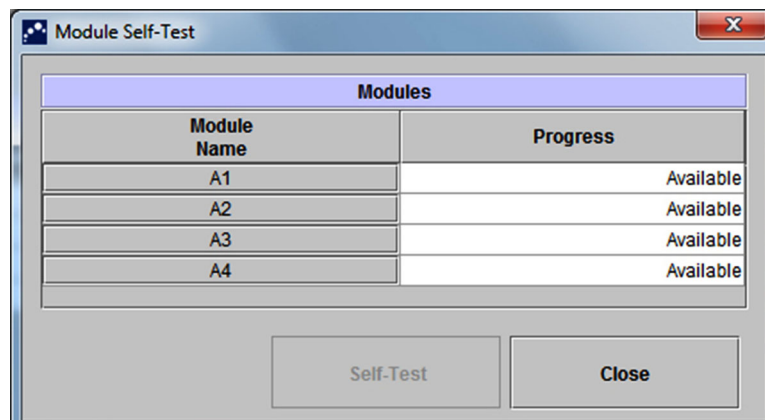 Module Self-Test
Modules
Module
Name
Progress
A1
Available
A2
Available
A3
Available
A4
Available
Self-Test
Close